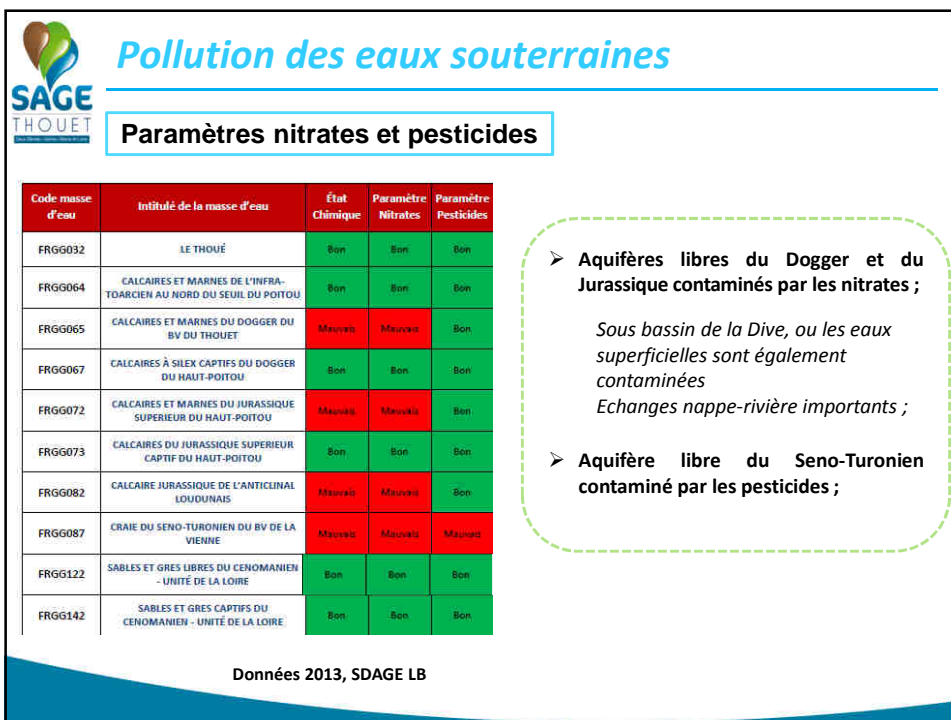 Pollution des eaux souterraines
SAGE
THOUET
Paramètres nitrates et pesticides
Code masse d'eau Intitulé de la masse d'eau État Chimique Paramètre Nitrates Paramètre Pesticides
FRGG032 LE THOUÉ Bon Bon Bon
FRGG064 CALCAIRES ET MARNES DE L'INFRA-
TOARCIEN AU NORD DU SEUIL DU POITOU Bon Bon Bon
FRGG065 CALCAIRES ET MARNES DU DOGGER DU
BV DU THOUET Mauvais Mauvais Bon
FRGG067 CALCAIRES À SILEX CAPTIFS DU DOGGER
DU HAUT-POITOU Bon Bon Bon
FRGG072 CALCAIRES ET MARNES DU JURASSIQUE
SUPERIEUR DU HAUT-POITOU Mauvais Mauvais Bon
FRGG073 CALCAIRES DU JURASSIQUE SUPERIEUR
CAPTIF DU HAUT-POITOU Bon Bon Bon
FRGG082 CALCAIRE JURASSIQUE DE L'ANTICLINAL
LOUDUNAIS Mauvais Mauvais Bon
FRGG087 CRAIE DU SENO-TURONIEN DU BV DE LA
VIENNE Mauvais Mauvais Mauvais
FRGG122 SABLES ET GRES LIBRES DU CENOMANIEN
- UNITÉ DE LA LOIRE Bon Bon Bon
FRGG142 SABLES ET GRES CAPTIFS DU
CENOMANIEN - UNITÉ DE LA LOIRE Bon Bon Bon
➢ Aquifères libres du Dogger et du
Jurassique contaminés par les nitrates ;
Sous bassin de la Dive, ou les eaux
superficielles sont également
contaminées
Echanges nappe-rivière importants ;
➢ Aquifère libre du Seno-Turonien
contaminé par les pesticides ;
Données 2013, SDAGE LB